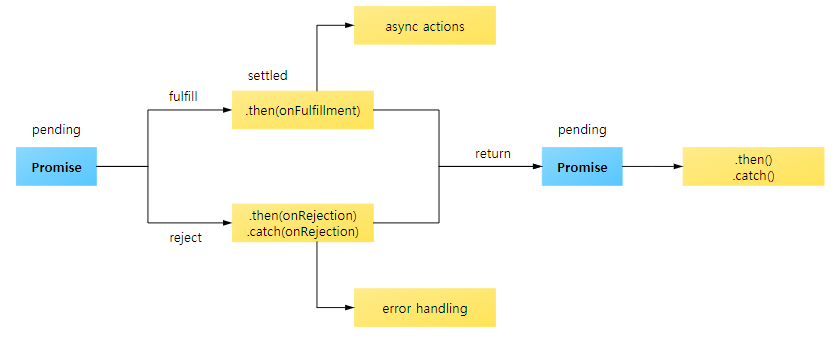 async actions
settled
fulfill
.then(onFulfillment)
pending
Promise
return
pending
Promise
.then()
.catch()
reject
.then(onRejection)
.catch(onRejection)
error handling